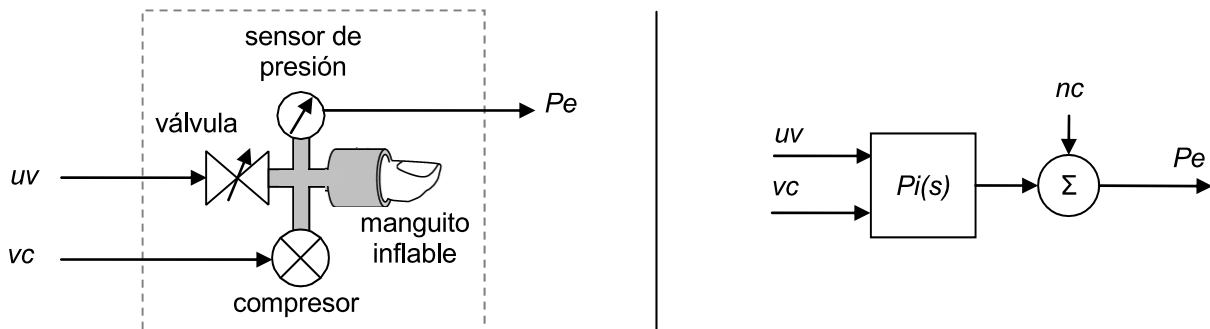 sensor de
presión
Pe
válvula
uv
manguito
inflable
vc
compresor
nc
uv
Pe
vc
Pi(s)
Σ